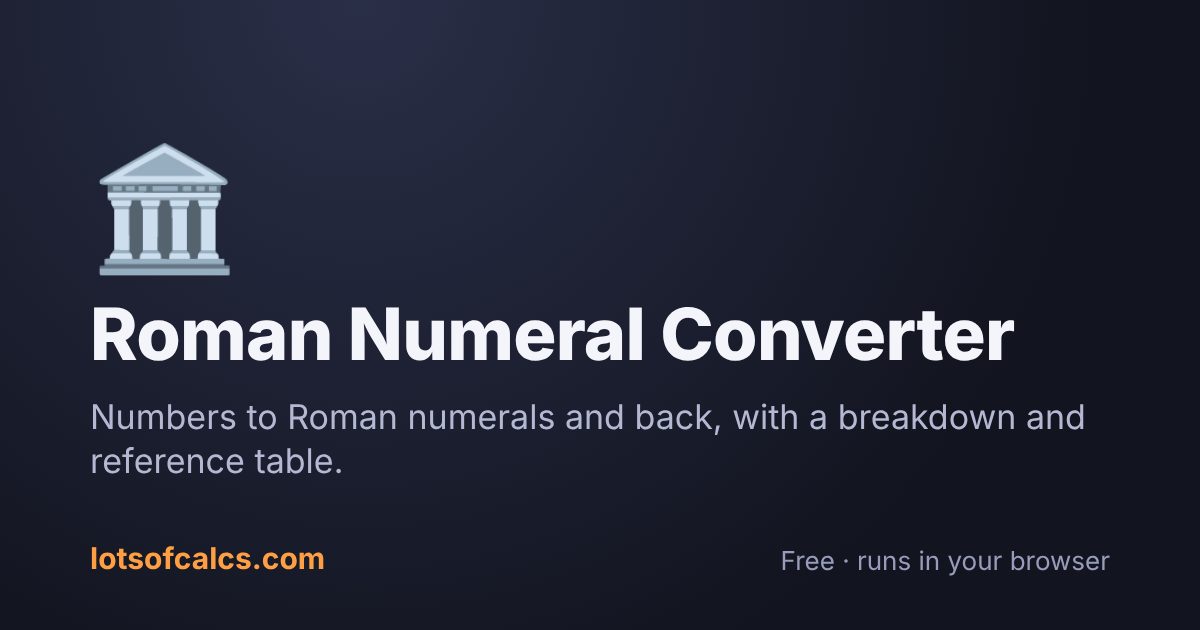 Roman Numeral Converter
Numbers to Roman numerals and back, with a breakdown and
reference table.
lotsofcalcs.com
Free · runs in your browser